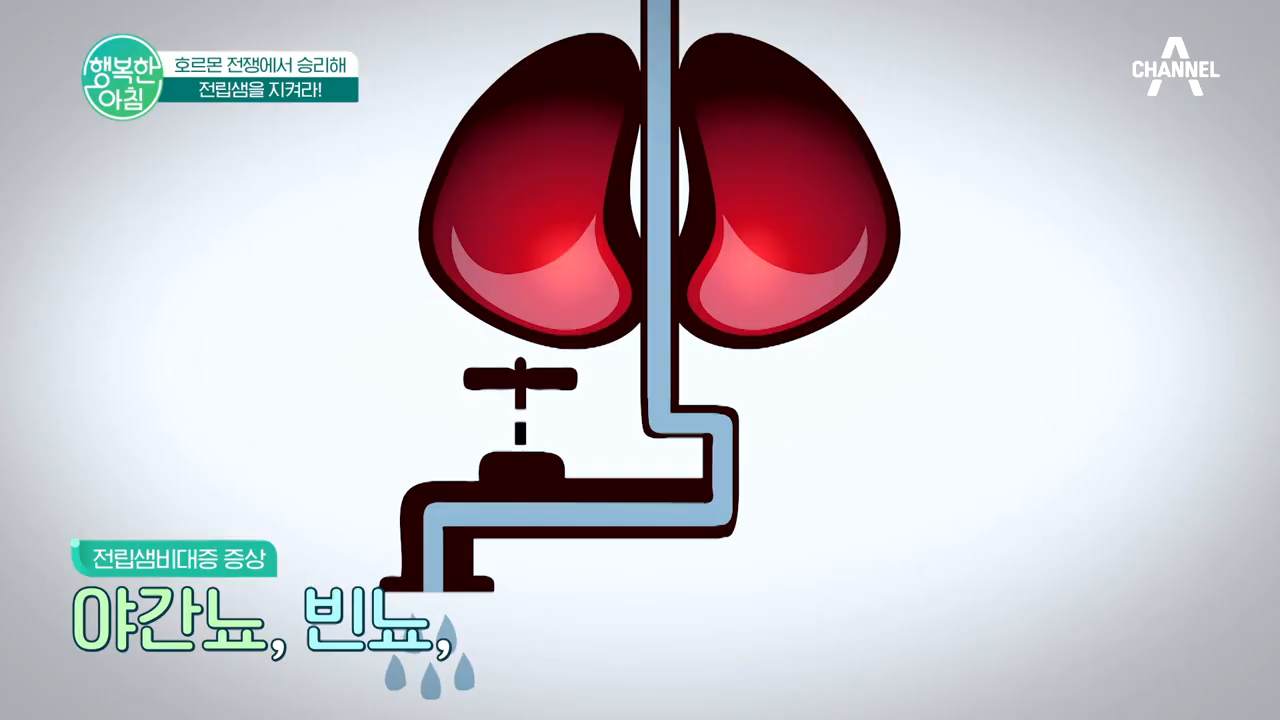 행복한
아침
호르몬 전쟁에서 승리해
전립샘을 지켜라!
CHANNEL A
전립샘비대증 증상
야간뇨, 빈뇨,